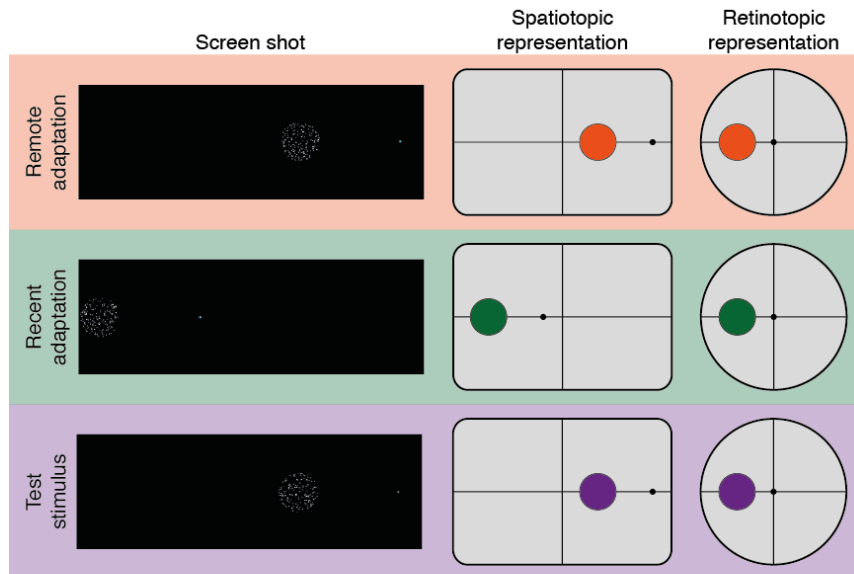 Screen shot
Spatiotopic
representation
Retinotopic
representation
Remote
adaptation
Recent
adaptation
Test
stimulus